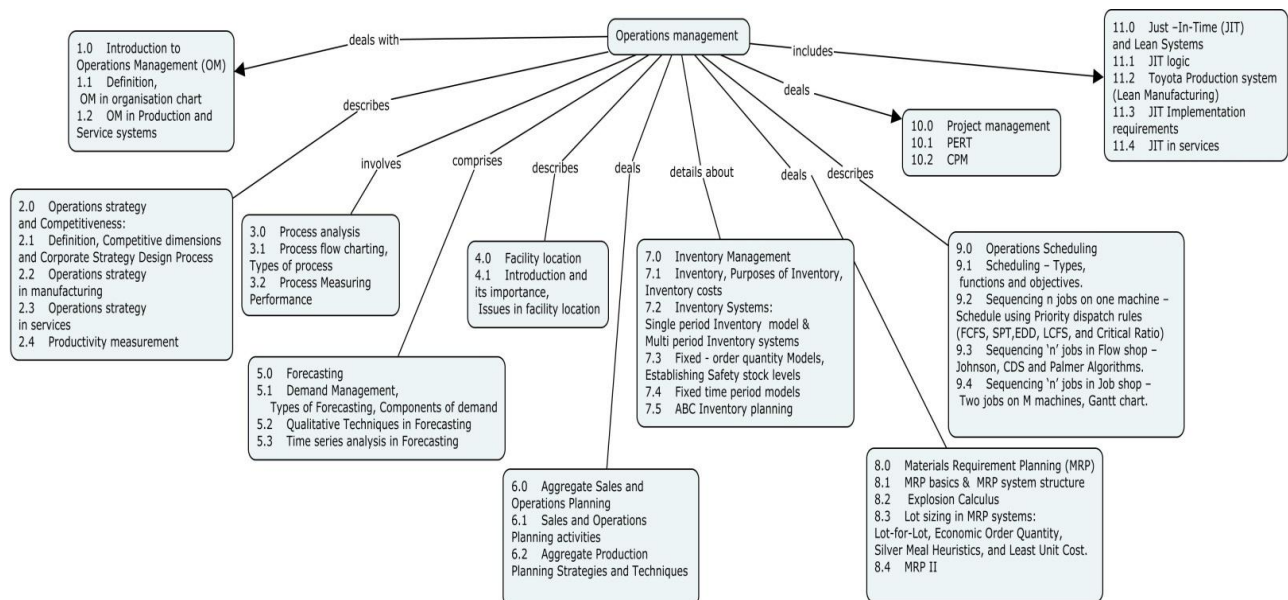 Operations management
deals with
describes
involves
comprises
describes
deals
details about
deals
describes
deals
includes
1.0 Introduction to
Operations Management (OM)
1.1 Definition,
OM in organisation chart
1.2 OM in Production and
Service systems
2.0 Operations strategy
and Competitiveness:
2.1 Definition, Competitive dimensions
and Corporate Strategy Design Process
2.2 Operations strategy
in manufacturing
2.3 Operations strategy
in services
2.4 Productivity measurement
3.0 Process analysis
3.1 Process flow charting,
Types of process
3.2 Process Measuring
Performance
4.0 Facility location
4.1 Introduction and
its importance,
Issues in facility location
5.0 Forecasting
5.1 Demand Management,
Types of Forecasting, Components of demand
5.2 Qualitative Techniques in Forecasting
5.3 Time series analysis in Forecasting
6.0 Aggregate Sales and
Operations Planning
6.1 Sales and Operations
Planning activities
6.2 Aggregate Production
Planning Strategies and Techniques
7.0 Inventory Management
7.1 Inventory, Purposes of Inventory,
Inventory costs
7.2 Inventory Systems:
Single period Inventory model &
Multi period Inventory systems
7.3 Fixed - order quantity Models,
Establishing Safety stock levels
7.4 Fixed time period models
7.5 ABC Inventory planning
8.0 Materials Requirement Planning (MRP)
8.1 MRP basics & MRP system structure
8.2 Explosion Calculus
8.3 Lot sizing in MRP systems:
Lot-for-Lot, Economic Order Quantity,
Silver Meal Heuristics, and Least Unit Cost.
8.4 MRP II
9.0 Operations Scheduling
9.1 Scheduling – Types,
functions and objectives.
9.2 Sequencing n jobs on one machine –
Schedule using Priority dispatch rules
(FCFS, SPT,EDD, LCFS, and Critical Ratio)
9.3 Sequencing ‘n’ jobs in Flow shop –
Johnson, CDS and Palmer Algorithms.
9.4 Sequencing ‘n’ jobs in Job shop –
Two jobs on M machines, Gantt chart.
10.0 Project management
10.1 PERT
10.2 CPM
11.0 Just –In-Time (JIT)
and Lean Systems
11.1 JIT logic
11.2 Toyota Production system
(Lean Manufacturing)
11.3 JIT Implementation
requirements
11.4 JIT in services